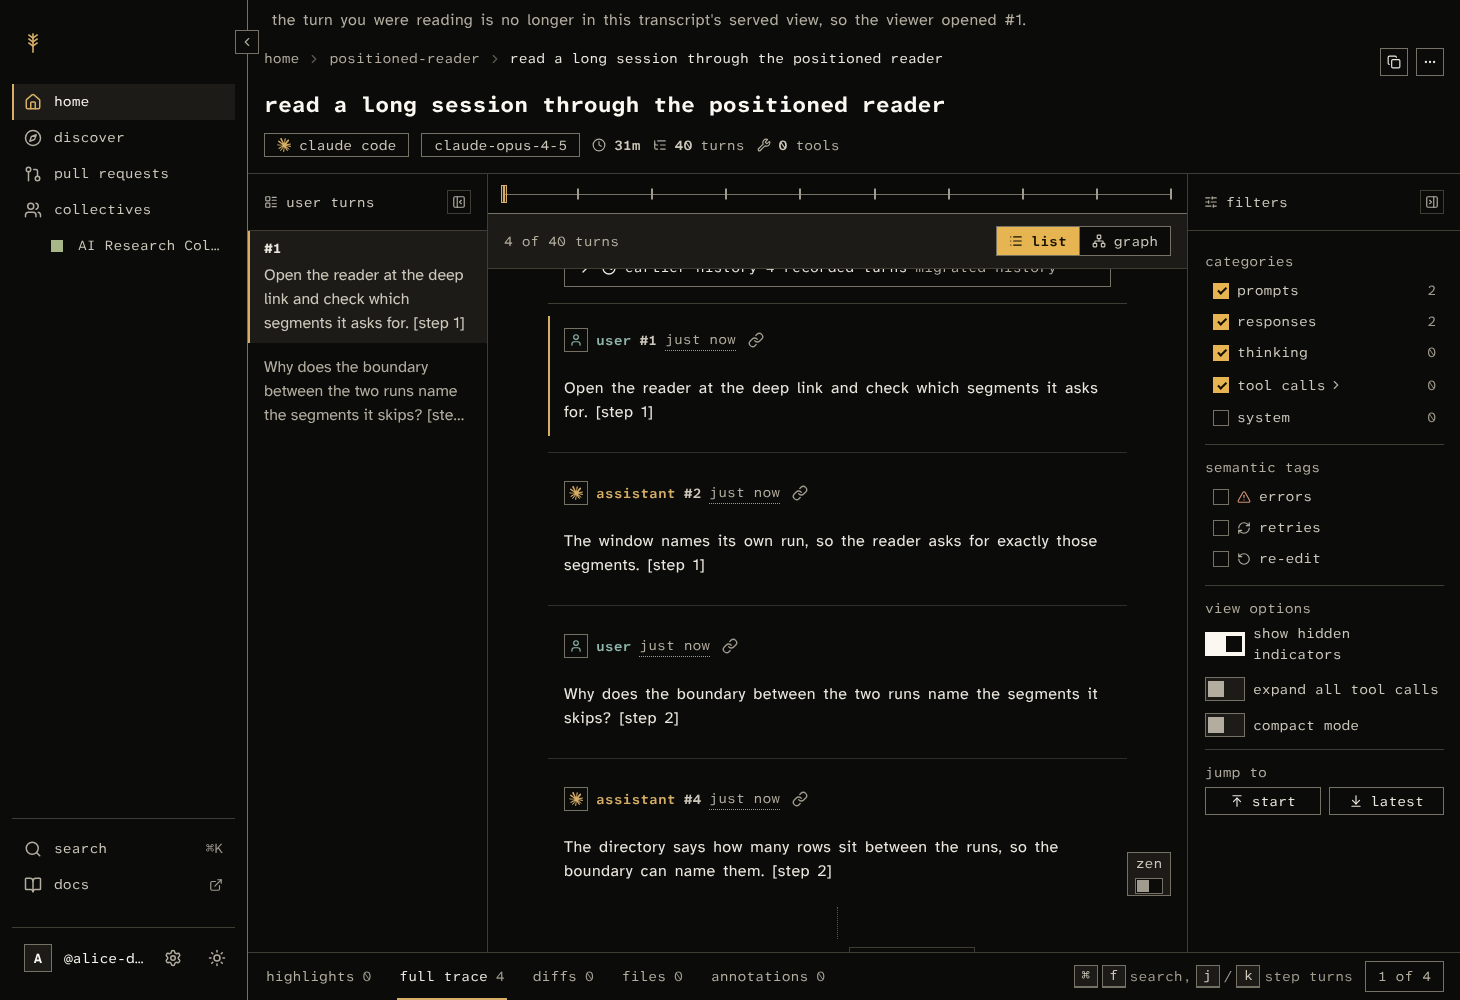 the turn you were reading is no longer in this transcript's served view, so the viewer opened #1.
home > positioned-reader > read a long session through the positioned reader
read a long session through the positioned reader
claude code
claude-opus-4-5
31m
40 turns
0 tools
home
discover
pull requests
collectives
AI Research Col…
search ⌘K
docs
A @alice-d…
user turns
#1
Open the reader at the deep
link and check which
segments it asks for. [step 1]
Why does the boundary
between the two runs name
the segments it skips? [ste…
4 of 40 turns
list
graph
earlier history 4 recorded turns migrated history
user #1 just now
Open the reader at the deep link and check which segments it asks
for. [step 1]
assistant #2 just now
The window names its own run, so the reader asks for exactly those
segments. [step 1]
user just now
Why does the boundary between the two runs name the segments it
skips? [step 2]
assistant #4 just now
The directory says how many rows sit between the runs, so the
boundary can name them. [step 2]
zen
filters
categories
prompts 2
responses 2
thinking 0
tool calls > 0
system 0
semantic tags
errors
retries
re-edit
view options
show hidden
indicators
expand all tool calls
compact mode
jump to
start
latest
highlights 0
full trace 4
diffs 0
files 0
annotations 0
⌘ f search, j / k step turns
1 of 4